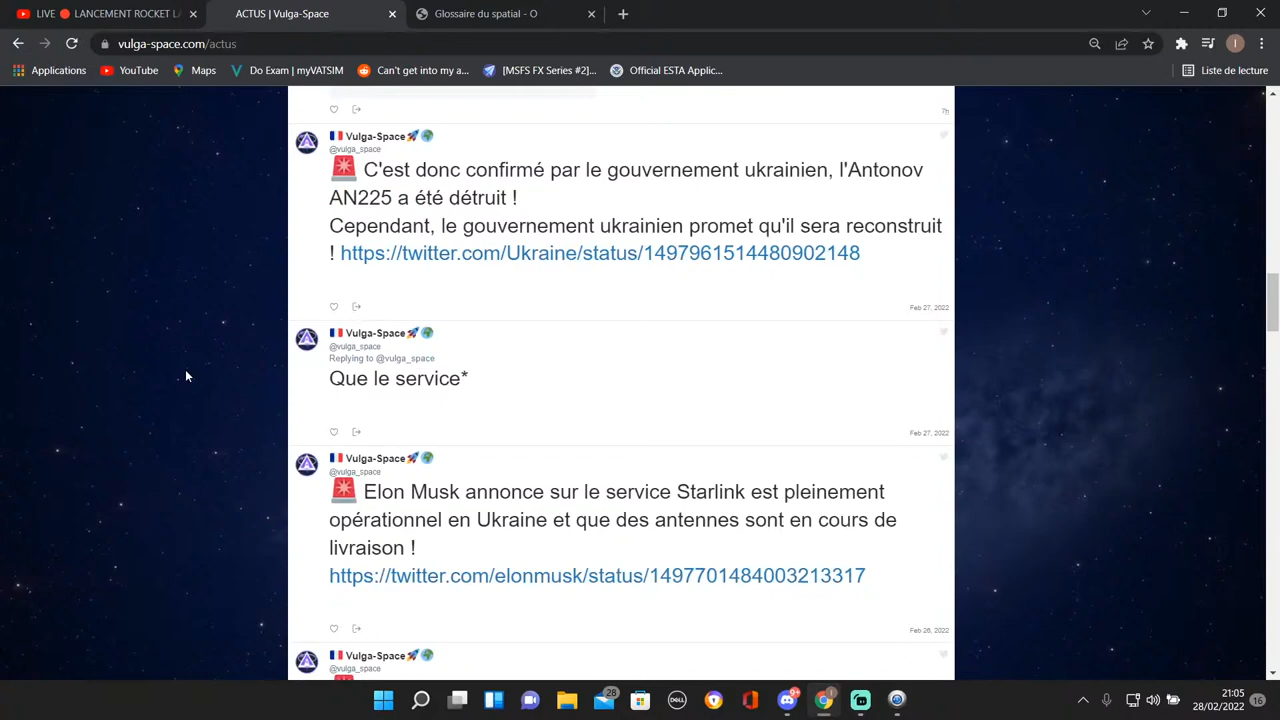 LIVE 🔴 LANCEMENT ROCKET LA
ACTUS | Vulga-Space
Glossaire du spatial - O
vulga-space.com/actus
Applications
YouTube
Maps
Do Exam | myVATSIM
Can't get into my a...
[MSFS FX Series #2]...
Official ESTA Applic...
Liste de lecture
7h
🇫🇷 Vulga-Space🚀🌍
@vulga_space
🚨 C'est donc confirmé par le gouvernement ukrainien, l'Antonov
AN225 a été détruit !
Cependant, le gouvernement ukrainien promet qu'il sera reconstruit
! https://twitter.com/Ukraine/status/1497961514480902148
Feb 27, 2022
🇫🇷 Vulga-Space🚀🌍
@vulga_space
Replying to @vulga_space
Que le service*
Feb 27, 2022
🇫🇷 Vulga-Space🚀🌍
@vulga_space
🚨 Elon Musk annonce sur le service Starlink est pleinement
opérationnel en Ukraine et que des antennes sont en cours de
livraison !
https://twitter.com/elonmusk/status/1497701484003213317
Feb 26, 2022
🇫🇷 Vulga-Space🚀🌍
@vulga_space
28
DELL
9+
21:05
28/02/2022
16